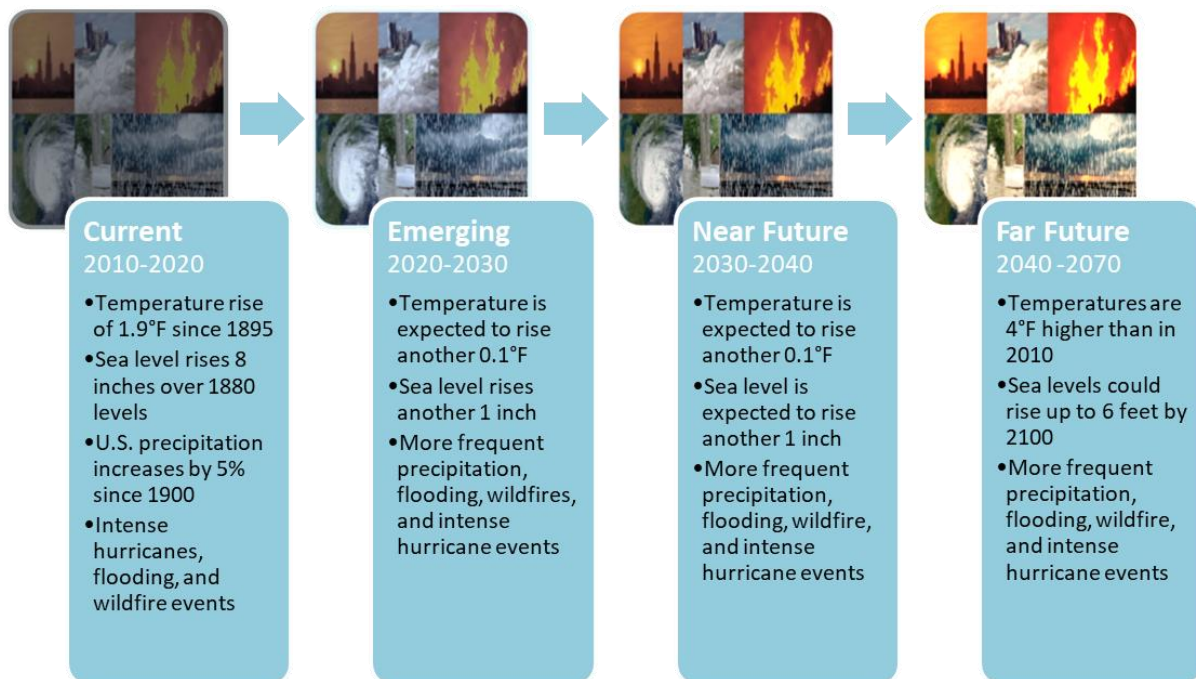 Current
2010-2020
•Temperature rise
of 1.9°F since 1895
•Sea level rises 8
inches over 1880
levels
•U.S. precipitation
increases by 5%
since 1900
•Intense
hurricanes,
flooding, and
wildfire events
Emerging
2020-2030
•Temperature is
expected to rise
another 0.1°F
•Sea level rises
another 1 inch
•More frequent
precipitation,
flooding, wildfires,
and intense
hurricane events
Near Future
2030-2040
•Temperature is
expected to rise
another 0.1°F
•Sea level is
expected to rise
another 1 inch
•More frequent
precipitation,
flooding, wildfire,
and intense
hurricane events
Far Future
2040 -2070
•Temperatures are
4°F higher than in
2010
•Sea levels could
rise up to 6 feet by
2100
•More frequent
precipitation,
flooding, wildfire,
and intense
hurricane events